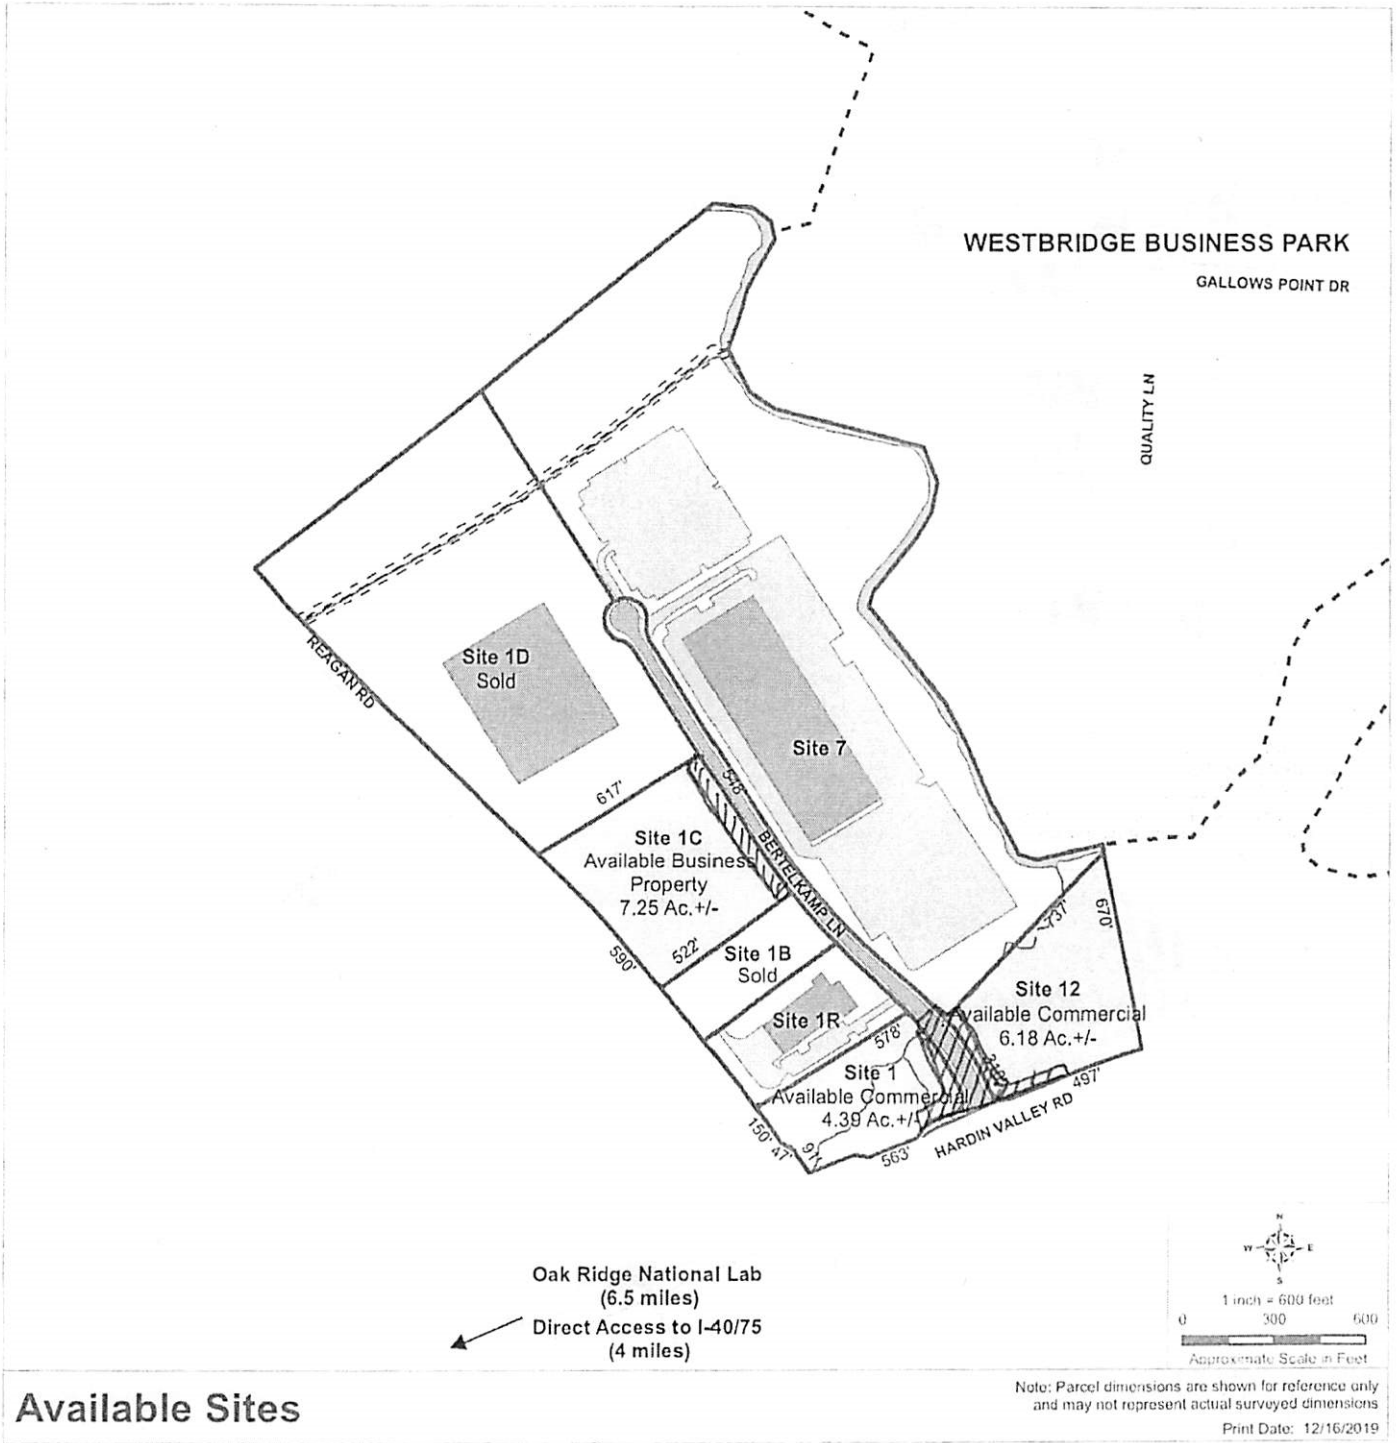 WESTBRIDGE BUSINESS PARK
GALLOWS POINT DR
QUALITY LN
REAGAN RD
Site 1D
Sold
Site 7
617'
548'
BERTELKAMP LN
Site 1C
Available Business
Property
7.25 Ac.+/-
590'
522'
Site 1B
Sold
Site 1R
578'
737'
670'
Site 12
Available Commercial
6.18 Ac.+/-
497'
Site 1
Available Commercial
4.39 Ac.+/-
150'
47'
563'
HARDIN VALLEY RD
Oak Ridge National Lab
(6.5 miles)
Direct Access to I-40/75
(4 miles)
N
W
E
S
1 inch = 600 feet
0 300 600
Approximate Scale in Feet
Available Sites
Note: Parcel dimensions are shown for reference only
and may not represent actual surveyed dimensions
Print Date: 12/16/2019